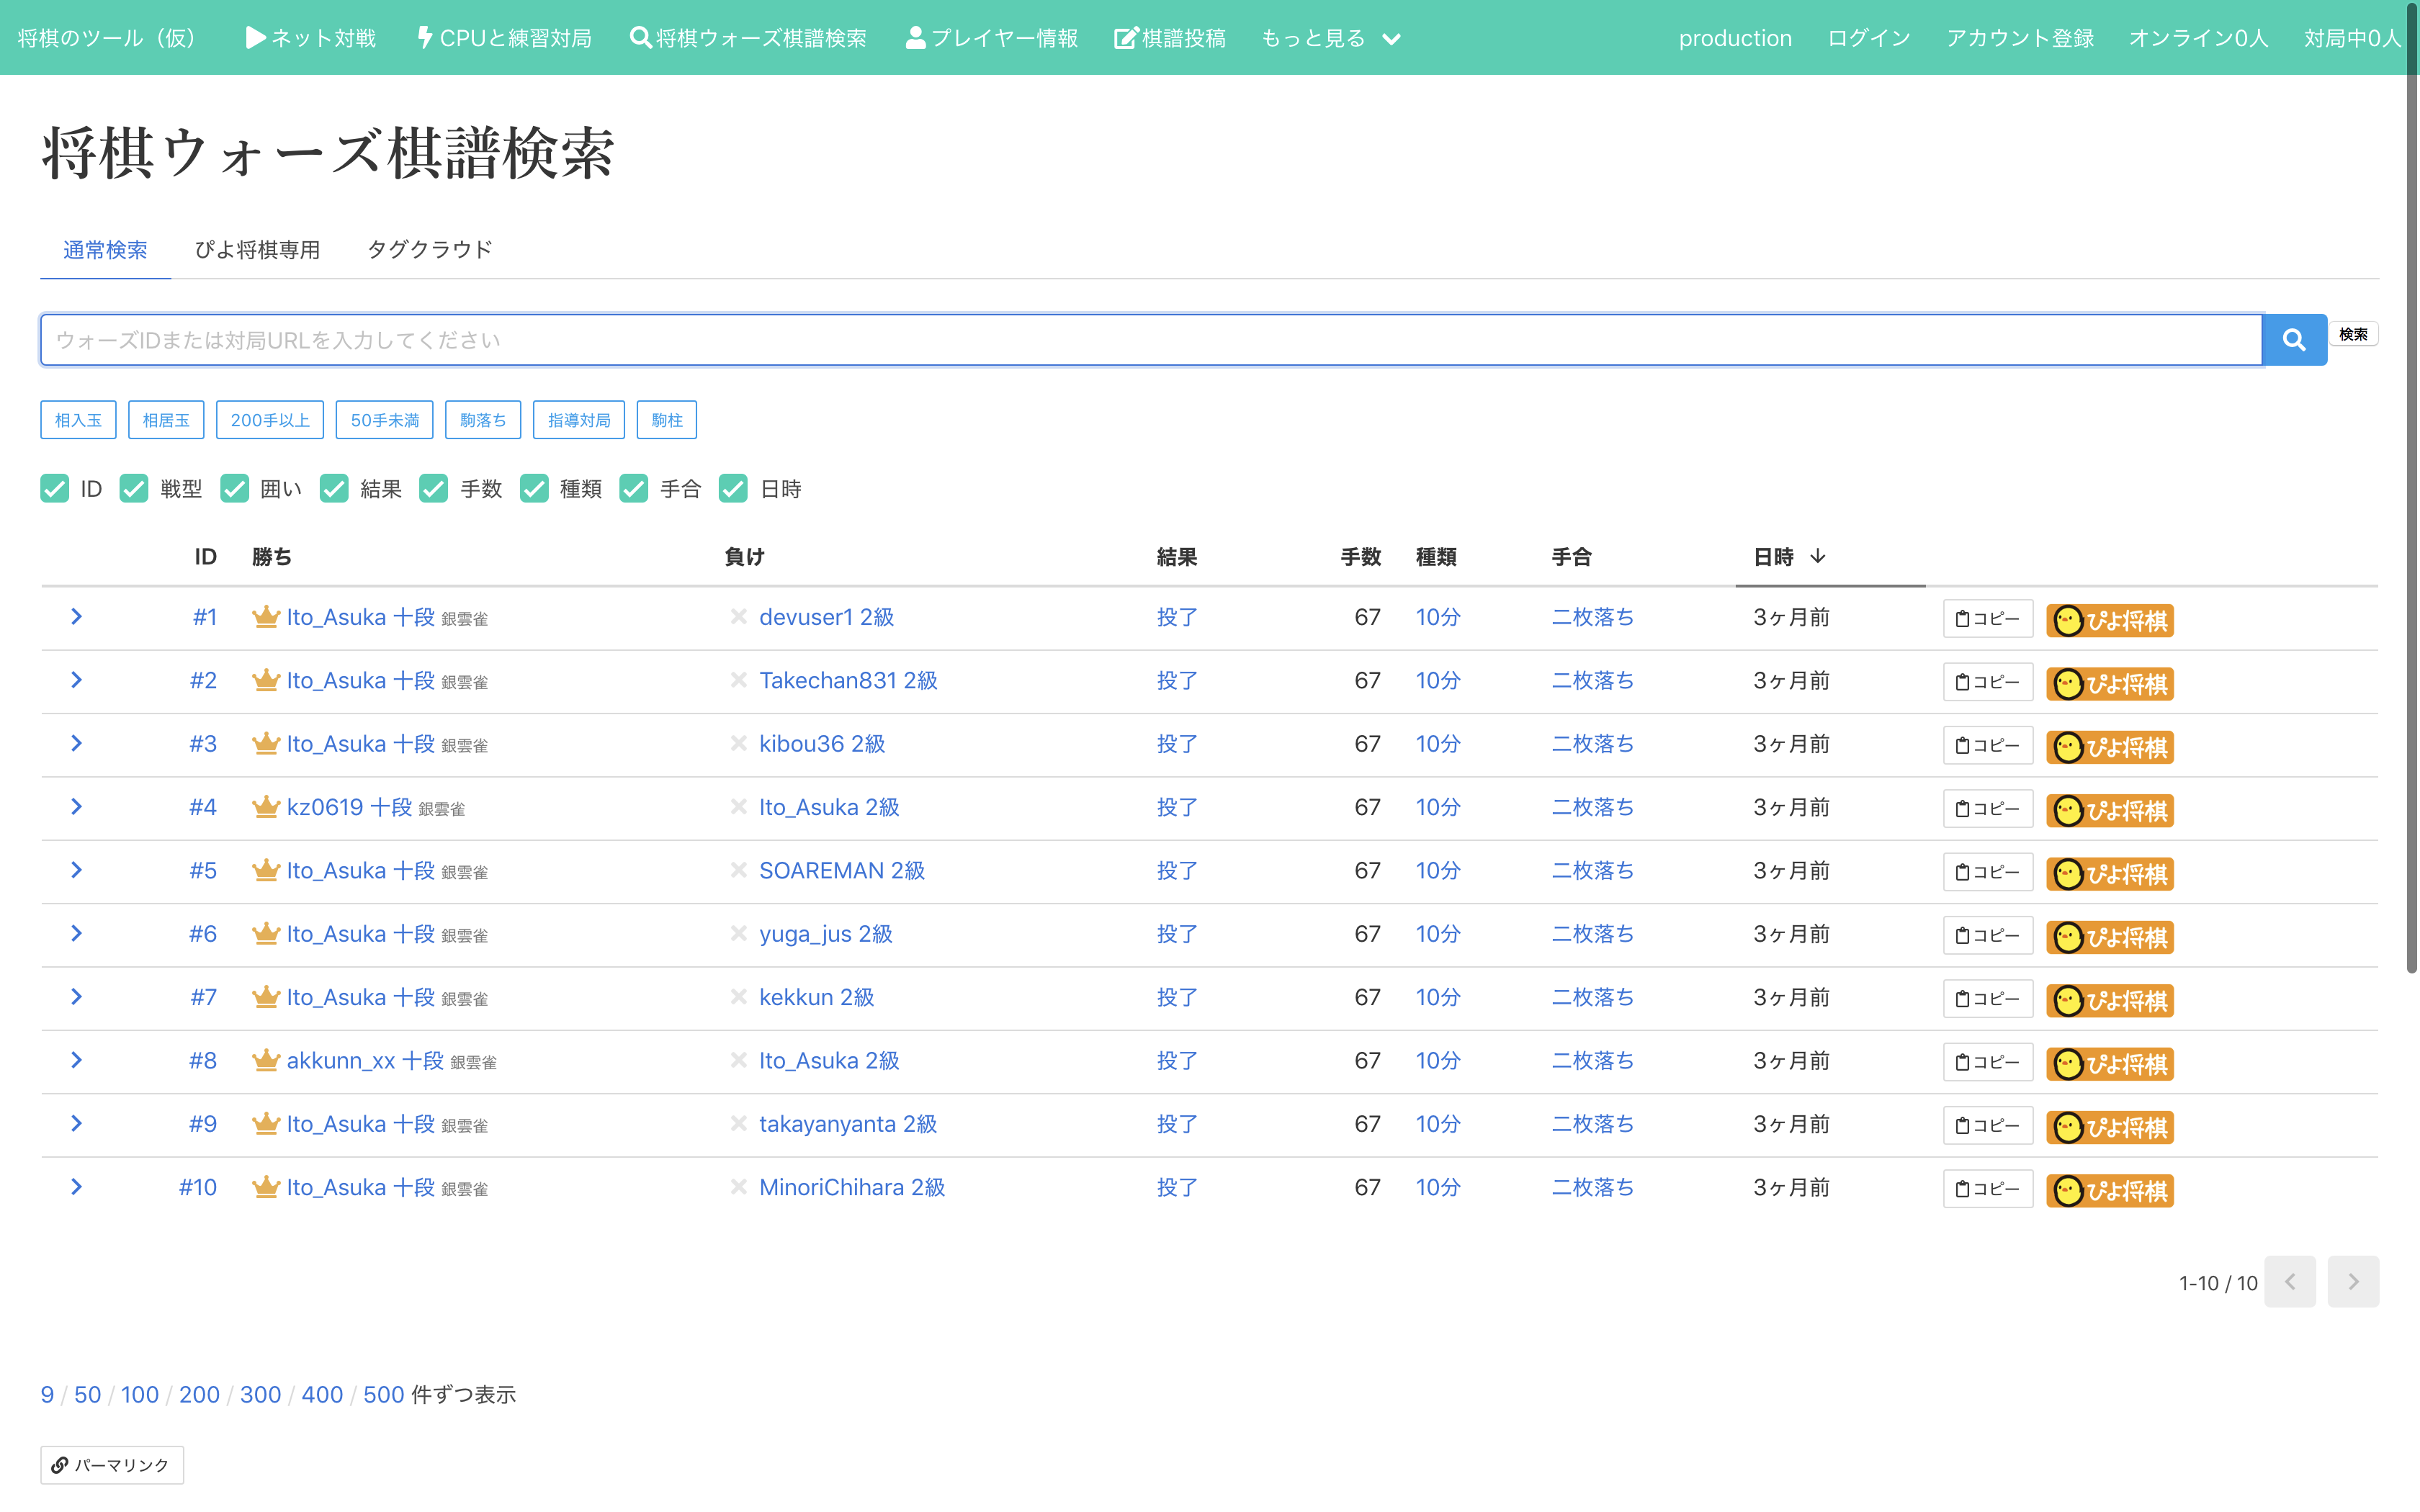 将棋のツール（仮） ネット対戦 CPUと練習対局 将棋ウォーズ棋譜検索 プレイヤー情報 棋譜投稿 もっと見る production ログイン アカウント登録 オンライン0人 対局中0人
将棋ウォーズ棋譜検索
通常検索 ぴよ将棋専用 タグクラウド
ウォーズIDまたは対局URLを入力してください 検索
相入玉 相居玉 200手以上 50手未満 駒落ち 指導対局 駒柱
ID 戦型 囲い 結果 手数 種類 手合 日時
ID 勝ち 負け 結果 手数 種類 手合 日時
#1 Ito_Asuka 十段 銀雲雀 devuser1 2級 投了 67 10分 二枚落ち 3ヶ月前 コピー ぴよ将棋
#2 Ito_Asuka 十段 銀雲雀 Takechan831 2級 投了 67 10分 二枚落ち 3ヶ月前 コピー ぴよ将棋
#3 Ito_Asuka 十段 銀雲雀 kibou36 2級 投了 67 10分 二枚落ち 3ヶ月前 コピー ぴよ将棋
#4 kz0619 十段 銀雲雀 Ito_Asuka 2級 投了 67 10分 二枚落ち 3ヶ月前 コピー ぴよ将棋
#5 Ito_Asuka 十段 銀雲雀 SOAREMAN 2級 投了 67 10分 二枚落ち 3ヶ月前 コピー ぴよ将棋
#6 Ito_Asuka 十段 銀雲雀 yuga_jus 2級 投了 67 10分 二枚落ち 3ヶ月前 コピー ぴよ将棋
#7 Ito_Asuka 十段 銀雲雀 kekkun 2級 投了 67 10分 二枚落ち 3ヶ月前 コピー ぴよ将棋
#8 akkunn_xx 十段 銀雲雀 Ito_Asuka 2級 投了 67 10分 二枚落ち 3ヶ月前 コピー ぴよ将棋
#9 Ito_Asuka 十段 銀雲雀 takayanyanta 2級 投了 67 10分 二枚落ち 3ヶ月前 コピー ぴよ将棋
#10 Ito_Asuka 十段 銀雲雀 MinoriChihara 2級 投了 67 10分 二枚落ち 3ヶ月前 コピー ぴよ将棋
1-10 / 10
9 / 50 / 100 / 200 / 300 / 400 / 500 件ずつ表示
パーマリンク